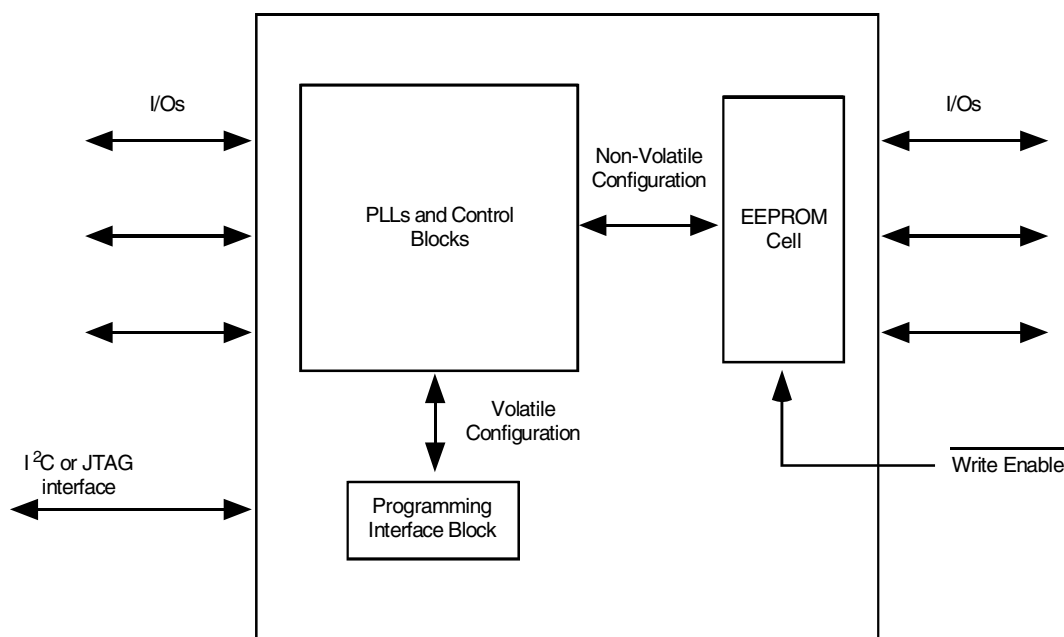 I/Os
I/Os
Non-Volatile
Configuration
PLLs and Control
Blocks
EEPROM
Cell
Volatile
Configuration
I²C or JTAG
interface
Write Enable
Programming
Interface Block